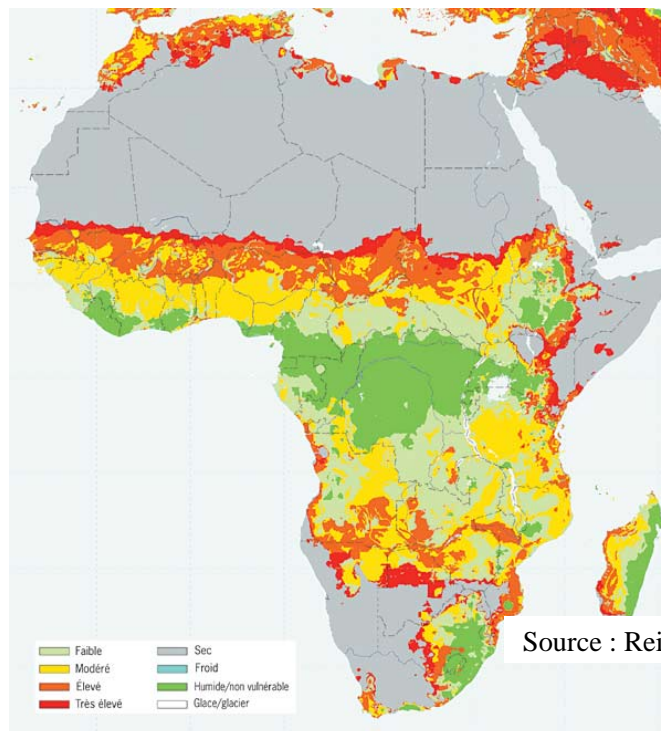 Source : Rei
Faible
Modéré
Élevé
Très élevé
Sec
Froid
Humide/non vulnérable
Glace/glacier